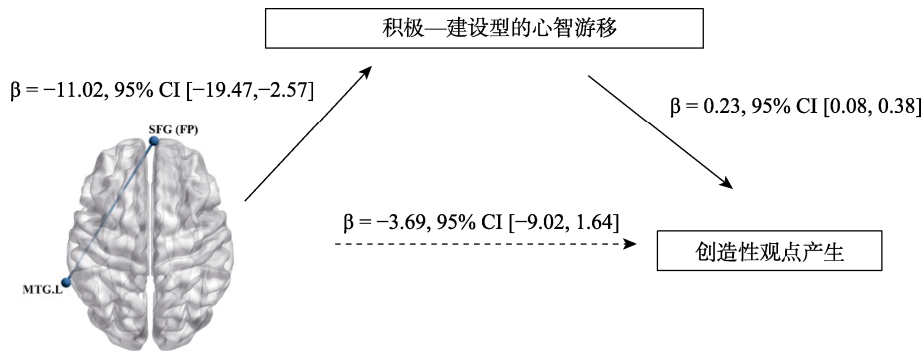 积极—建设型的心智游移
β = −11.02, 95% CI [−19.47,−2.57]
β = 0.23, 95% CI [0.08, 0.38]
SFG (FP)
β = −3.69, 95% CI [−9.02, 1.64]
创造性观点产生
MTG.L